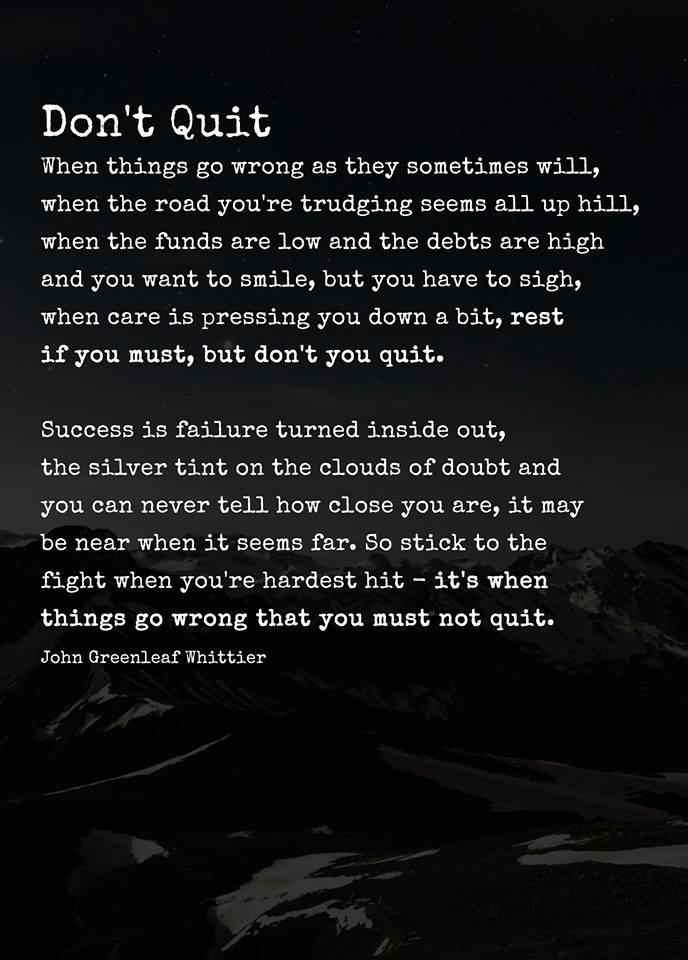 Don't Quit
When things go wrong as they sometimes will,
when the road you're trudging seems all up hill,
when the funds are low and the debts are high
and you want to smile, but you have to sigh,
when care is pressing you down a bit, rest
if you must, but don't you quit.
Success is failure turned inside out,
the silver tint on the clouds of doubt and
you can never tell how close you are, it may
be near when it seems far. So stick to the
fight when you're hardest hit – it's when
things go wrong that you must not quit.
John Greenleaf Whittier